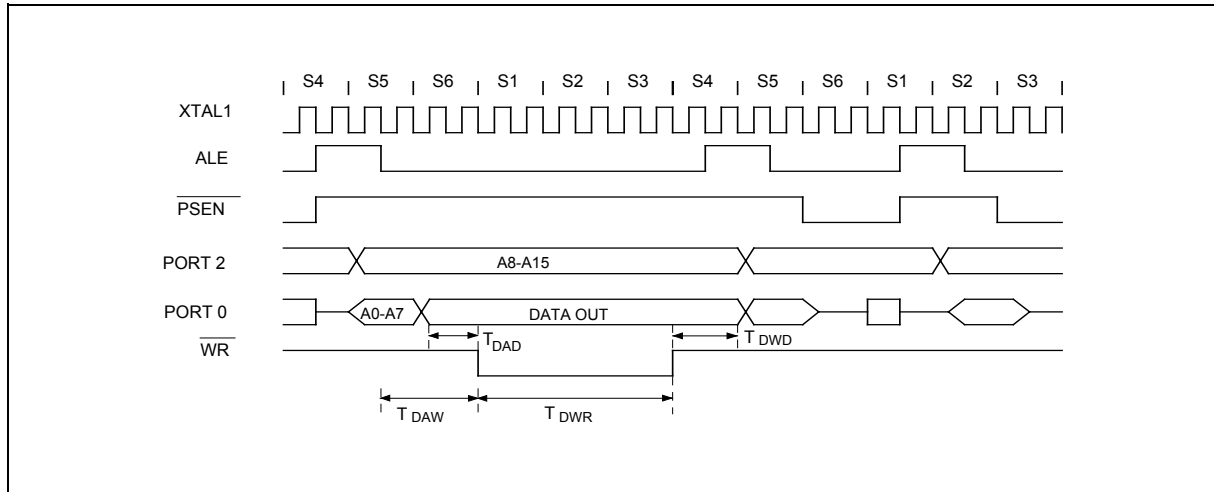 S4 S5 S6 S1 S2 S3 S4 S5 S6 S1 S2 S3
XTAL1
ALE
PSEN
PORT 2 A8-A15
PORT 0 A0-A7 DATA OUT
WR TDAD T DWD
T DAW T DWR